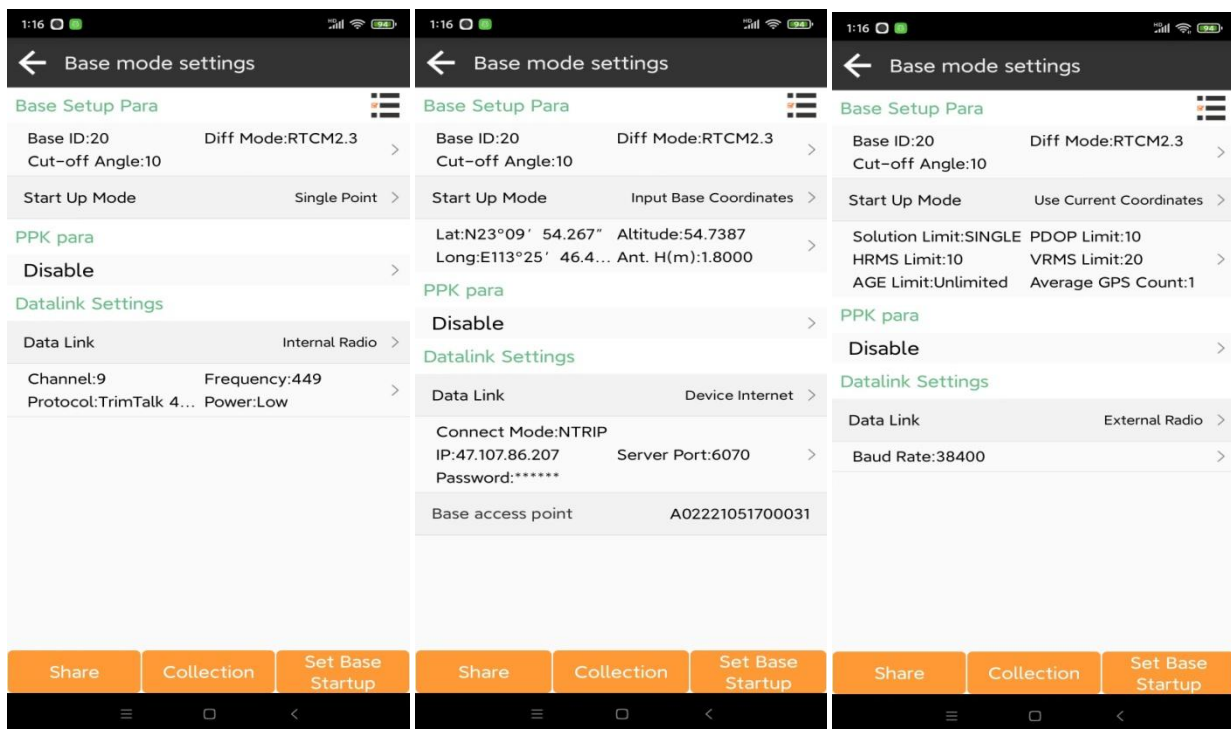 1:16
94
Base mode settings
Base Setup Para
Base ID:20 Diff Mode:RTCM2.3
Cut-off Angle:10
Start Up Mode Single Point
PPK para
Disable
Datalink Settings
Data Link Internal Radio
Channel:9 Frequency:449
Protocol:TrimTalk 4... Power:Low
Share Collection Set Base
Startup
1:16
94
Base mode settings
Base Setup Para
Base ID:20 Diff Mode:RTCM2.3
Cut-off Angle:10
Start Up Mode Input Base Coordinates
Lat:N23°09′ 54.267″ Altitude:54.7387
Long:E113°25′ 46.4... Ant. H(m):1.8000
PPK para
Disable
Datalink Settings
Data Link Device Internet
Connect Mode:NTRIP
IP:47.107.86.207 Server Port:6070
Password:******
Base access point A02221051700031
Share Collection Set Base
Startup
1:16
94
Base mode settings
Base Setup Para
Base ID:20 Diff Mode:RTCM2.3
Cut-off Angle:10
Start Up Mode Use Current Coordinates
Solution Limit:SINGLE PDOP Limit:10
HRMS Limit:10 VRMS Limit:20
AGE Limit:Unlimited Average GPS Count:1
PPK para
Disable
Datalink Settings
Data Link External Radio
Baud Rate:38400
Share Collection Set Base
Startup